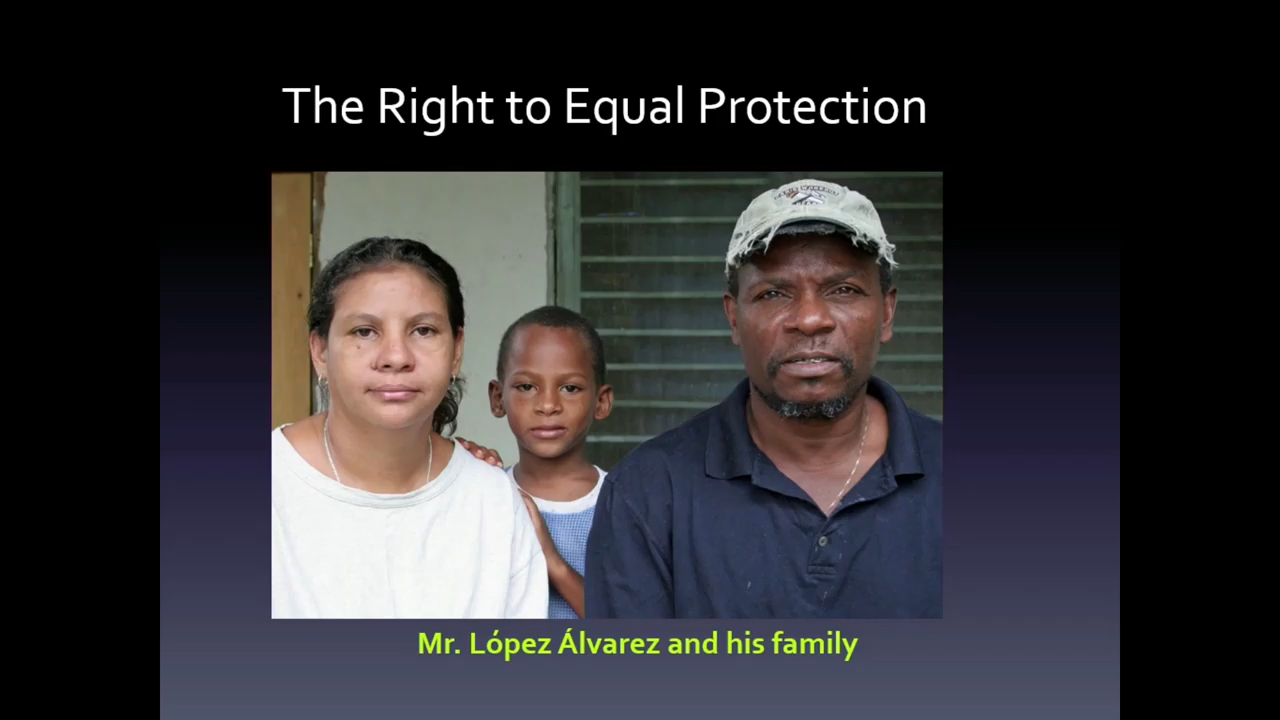 The Right to Equal Protection
Mr. López Álvarez and his family